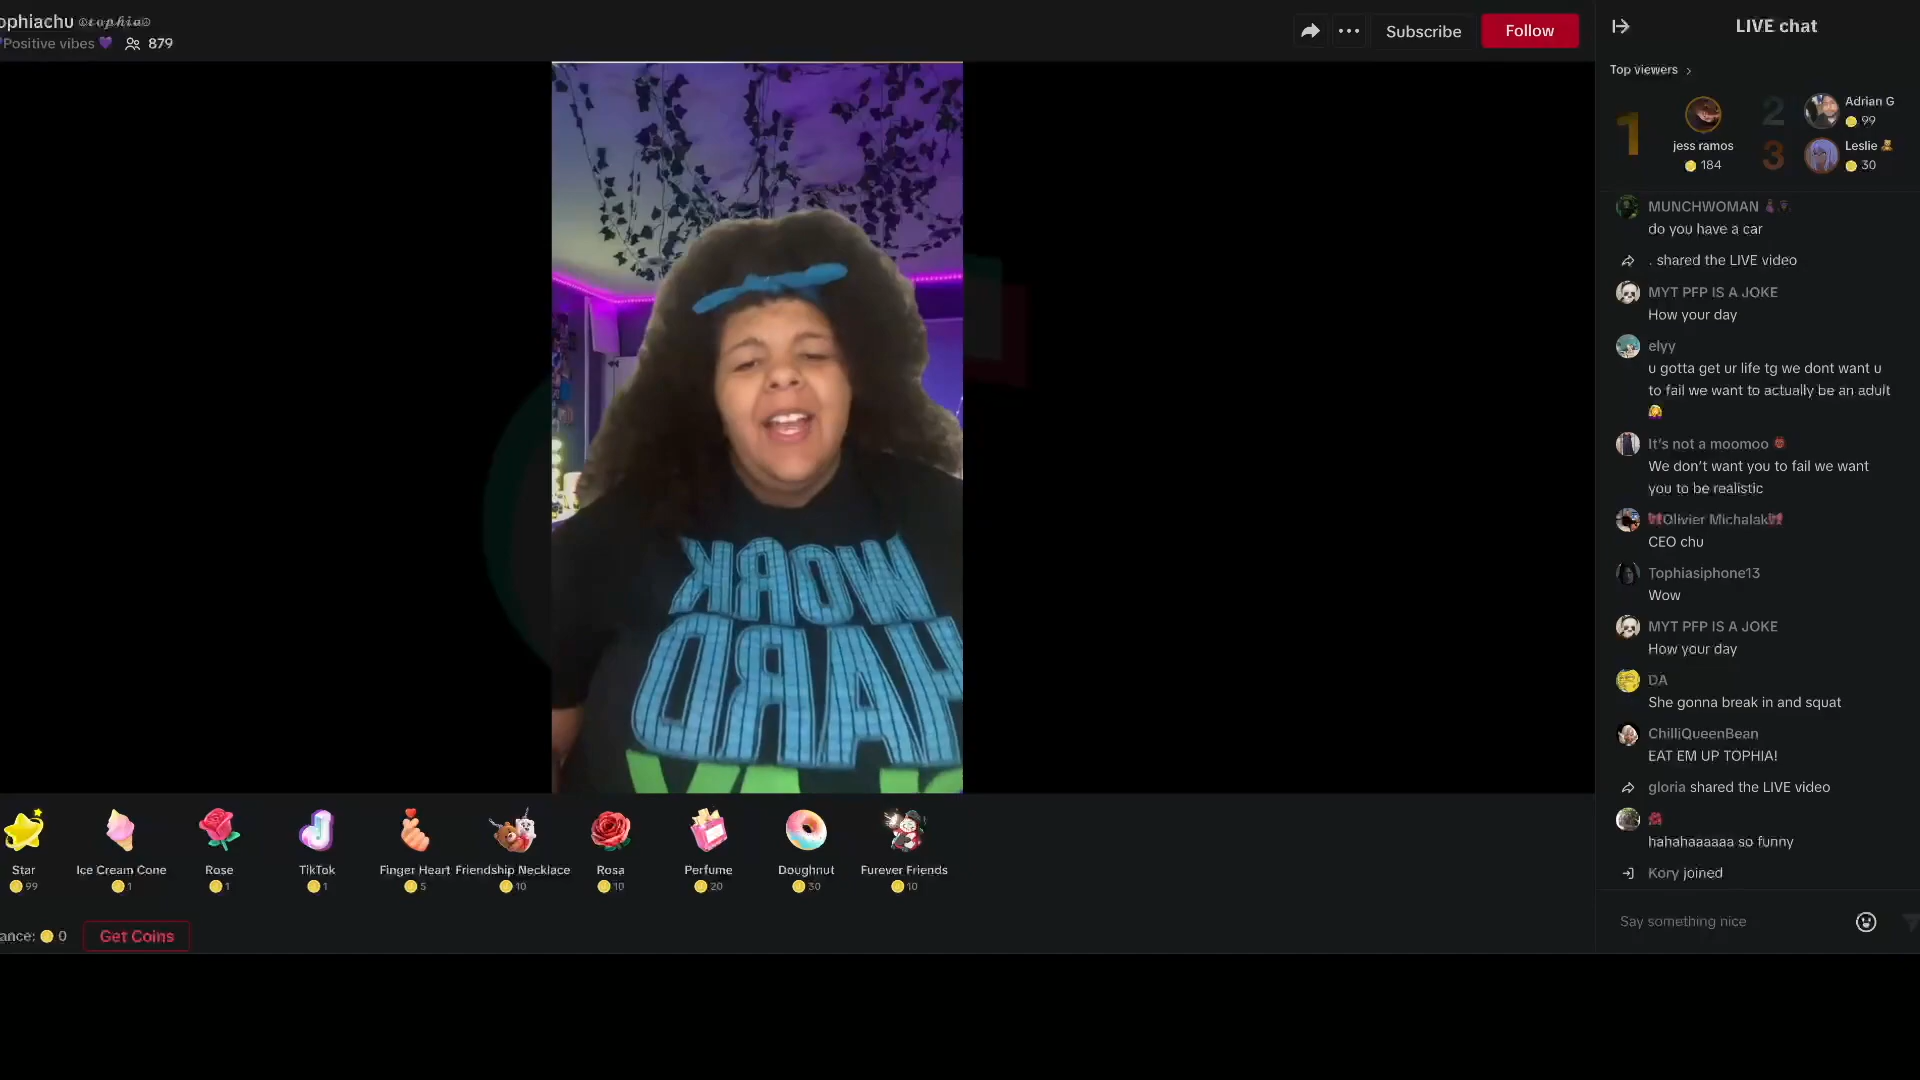 ophiachu @tophia©
Positive vibes 💜 879
Subscribe
Follow
LIVE chat
Top viewers >
1
jess ramos
184
2
Adrian G
99
3
Leslie 🧸
30
MUNCHWOMAN
do you have a car
. shared the LIVE video
MYT PFP IS A JOKE
How your day
elyy
u gotta get ur life tg we dont want u
to fail we want to actually be an adult
🤦‍♀️
It's not a moomoo
We don't want you to fail we want
you to be realistic
🎀Olivier Michalak🎀
CEO chu
Tophiasiphone13
Wow
MYT PFP IS A JOKE
How your day
DA
She gonna break in and squat
ChilliQueenBean
EAT EM UP TOPHIA!
gloria shared the LIVE video
🌺
hahahaaaaaa so funny
Kory joined
Say something nice
WORK
HARD
Star
99
Ice Cream Cone
1
Rose
1
TikTok
1
Finger Heart
5
Friendship Necklace
10
Rosa
10
Perfume
20
Doughnut
30
Furever Friends
10
ance: 0
Get Coins